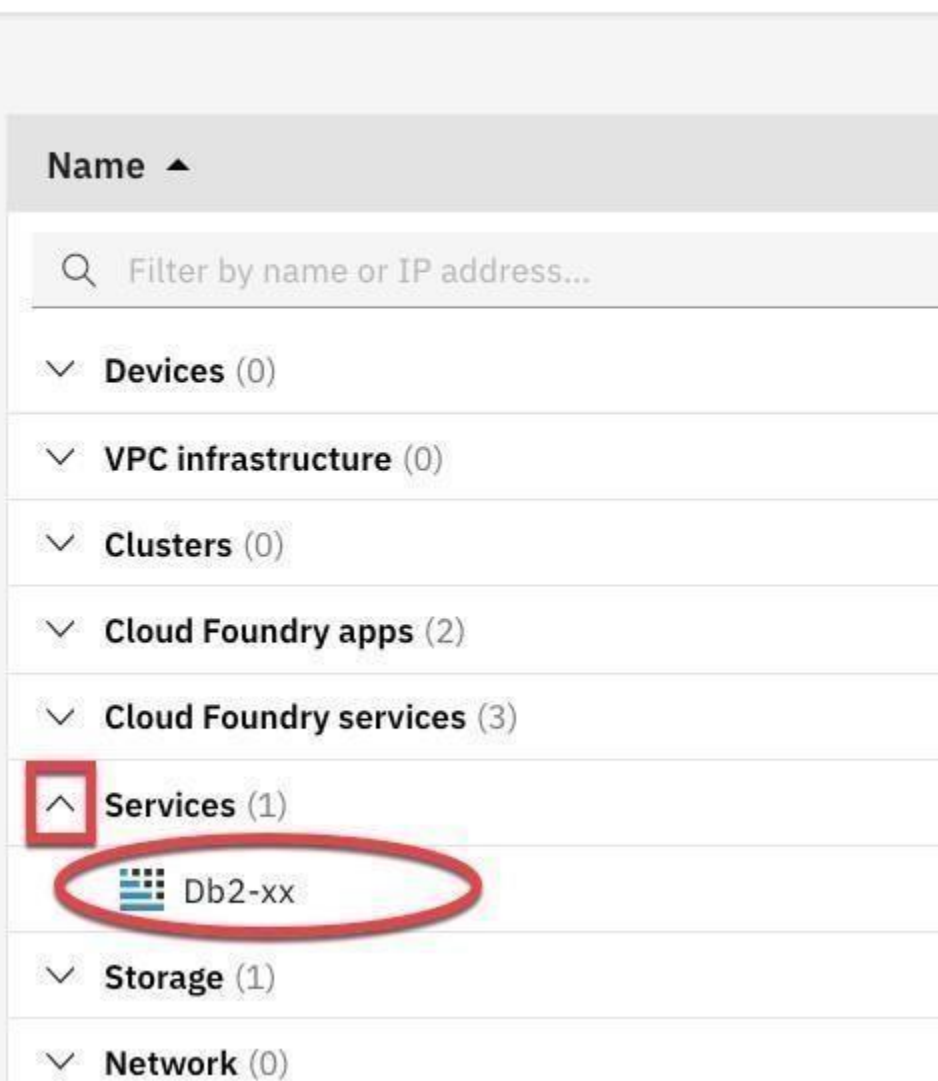 Name
Filter by name or IP address...
Devices (0)
VPC infrastructure (0)
Clusters (0)
Cloud Foundry apps (2)
Cloud Foundry services (3)
Services (1)
Db2-xx
Storage (1)
Network (0)